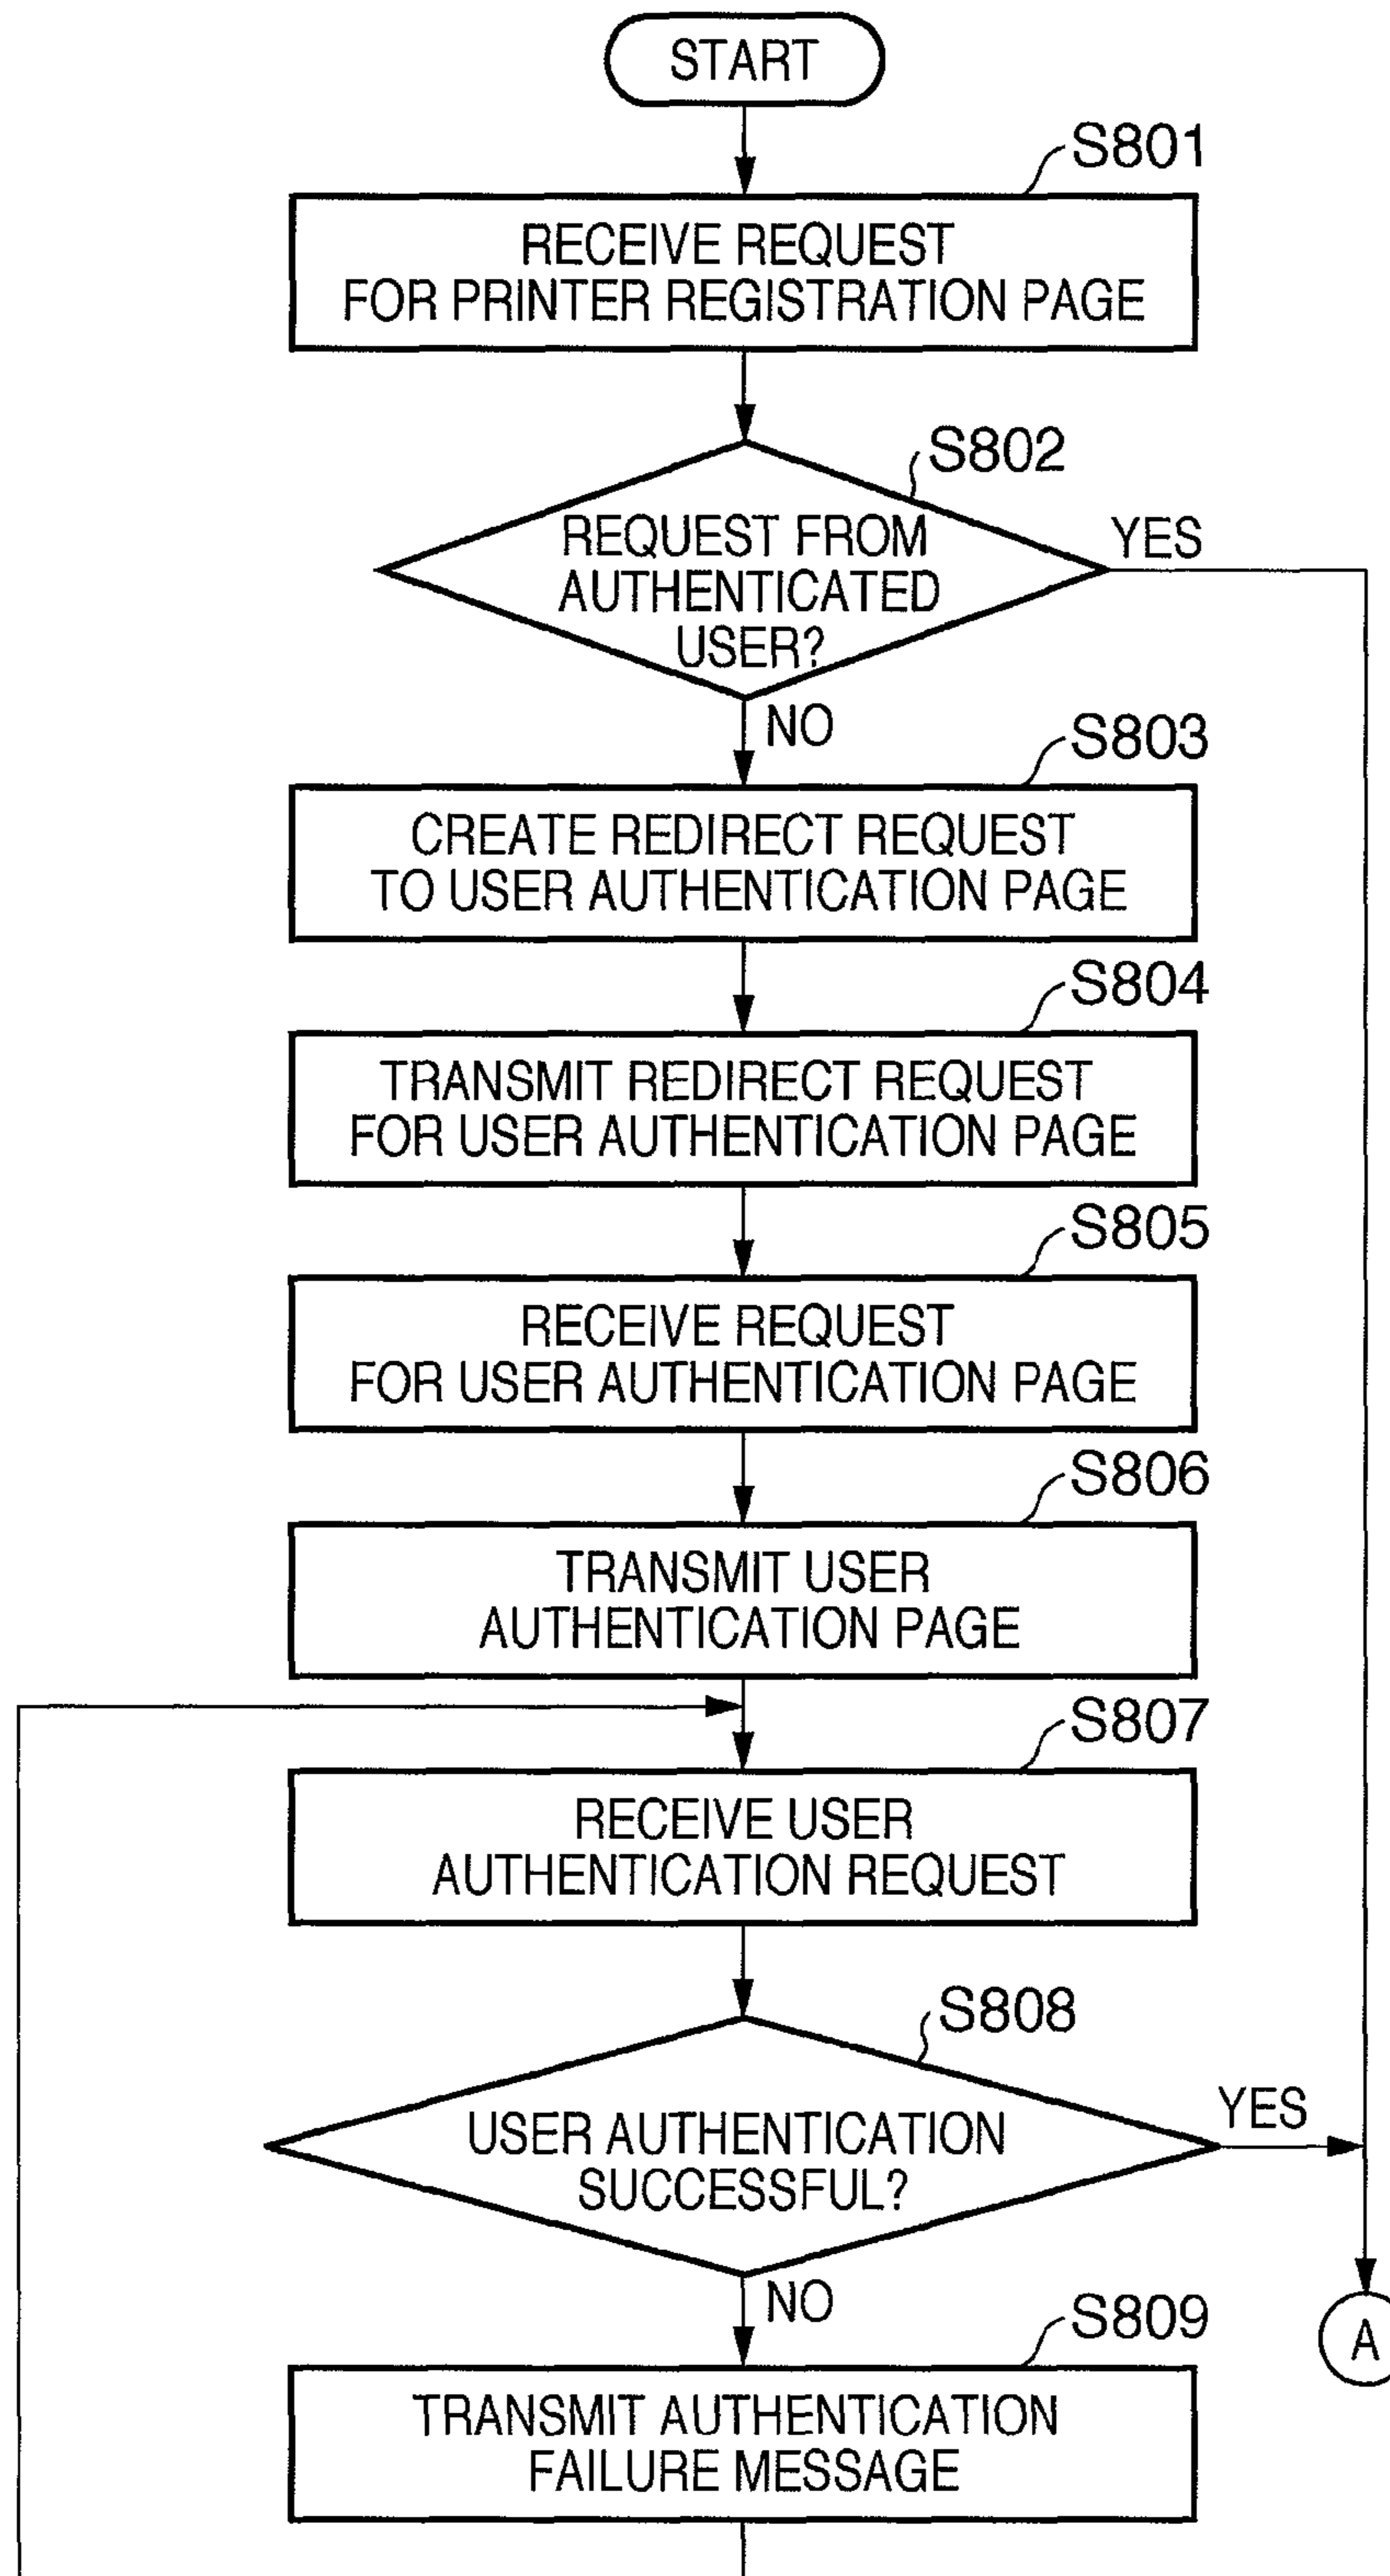 START
S801
RECEIVE REQUEST
FOR PRINTER REGISTRATION PAGE
S802
REQUEST FROM
AUTHENTICATED
USER?
YES
NO
S803
CREATE REDIRECT REQUEST
TO USER AUTHENTICATION PAGE
S804
TRANSMIT REDIRECT REQUEST
FOR USER AUTHENTICATION PAGE
S805
RECEIVE REQUEST
FOR USER AUTHENTICATION PAGE
S806
TRANSMIT USER
AUTHENTICATION PAGE
S807
RECEIVE USER
AUTHENTICATION REQUEST
S808
USER AUTHENTICATION
SUCCESSFUL?
YES
NO
S809
A
TRANSMIT AUTHENTICATION
FAILURE MESSAGE